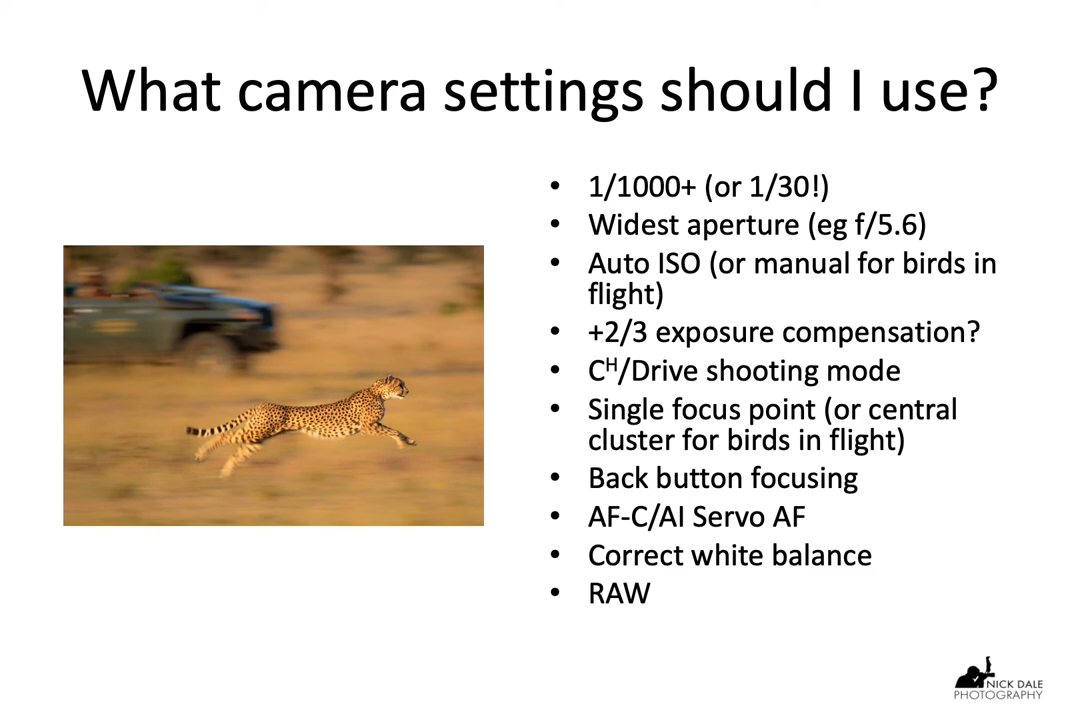 What camera settings should I use?
• 1/1000+ (or 1/30!)
• Widest aperture (eg f/5.6)
• Auto ISO (or manual for birds in
flight)
• +2/3 exposure compensation?
• Cᴴ/Drive shooting mode
• Single focus point (or central
cluster for birds in flight)
• Back button focusing
• AF-C/AI Servo AF
• Correct white balance
• RAW
NICK DALE
PHOTOGRAPHY